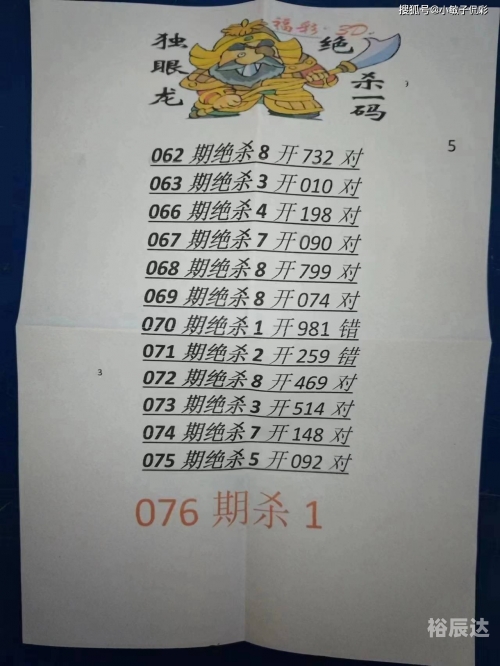 搜狐号@小敏子侃彩
福彩·3D
独眼龙
绝杀一码
5
062 期绝杀 8 开 732 对
063 期绝杀 3 开 010 对
066 期绝杀 4 开 198 对
067 期绝杀 7 开 090 对
068 期绝杀 8 开 799 对
069 期绝杀 8 开 074 对
070 期绝杀 1 开 981 错
071 期绝杀 2 开 259 错
072 期绝杀 8 开 469 对
073 期绝杀 3 开 514 对
074 期绝杀 7 开 148 对
075 期绝杀 5 开 092 对
3
076 期杀 1
裕辰达